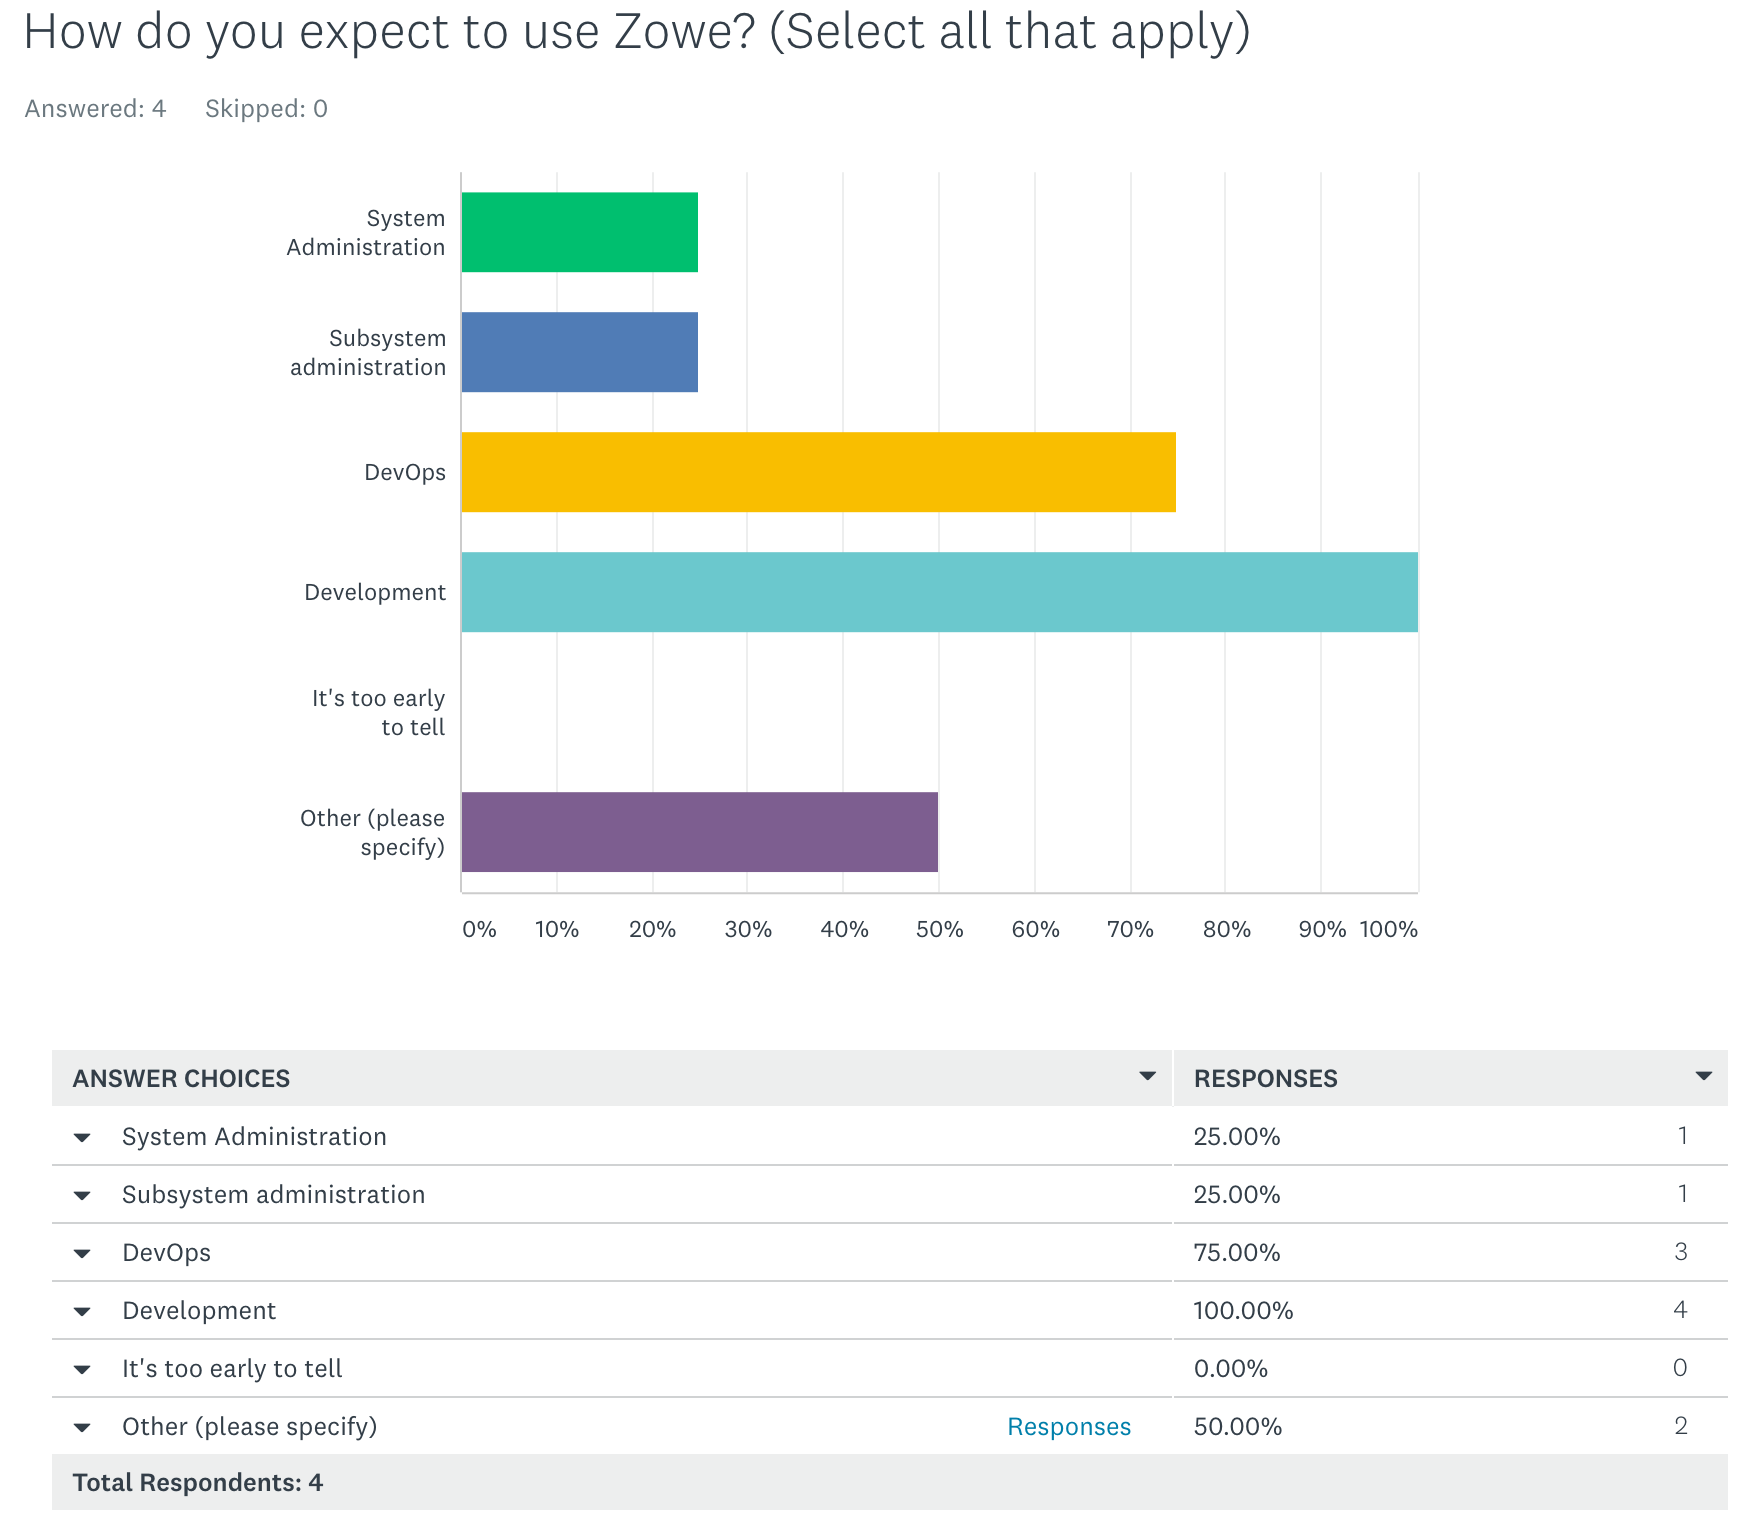 How do you expect to use Zowe? (Select all that apply)
Answered: 4 Skipped: 0
System
Administration
Subsystem
administration
DevOps
Development
It's too early
to tell
Other (please
specify)
0% 10% 20% 30% 40% 50% 60% 70% 80% 90% 100%
ANSWER CHOICES RESPONSES
System Administration 25.00% 1
Subsystem administration 25.00% 1
DevOps 75.00% 3
Development 100.00% 4
It's too early to tell 0.00% 0
Other (please specify) Responses 50.00% 2
Total Respondents: 4